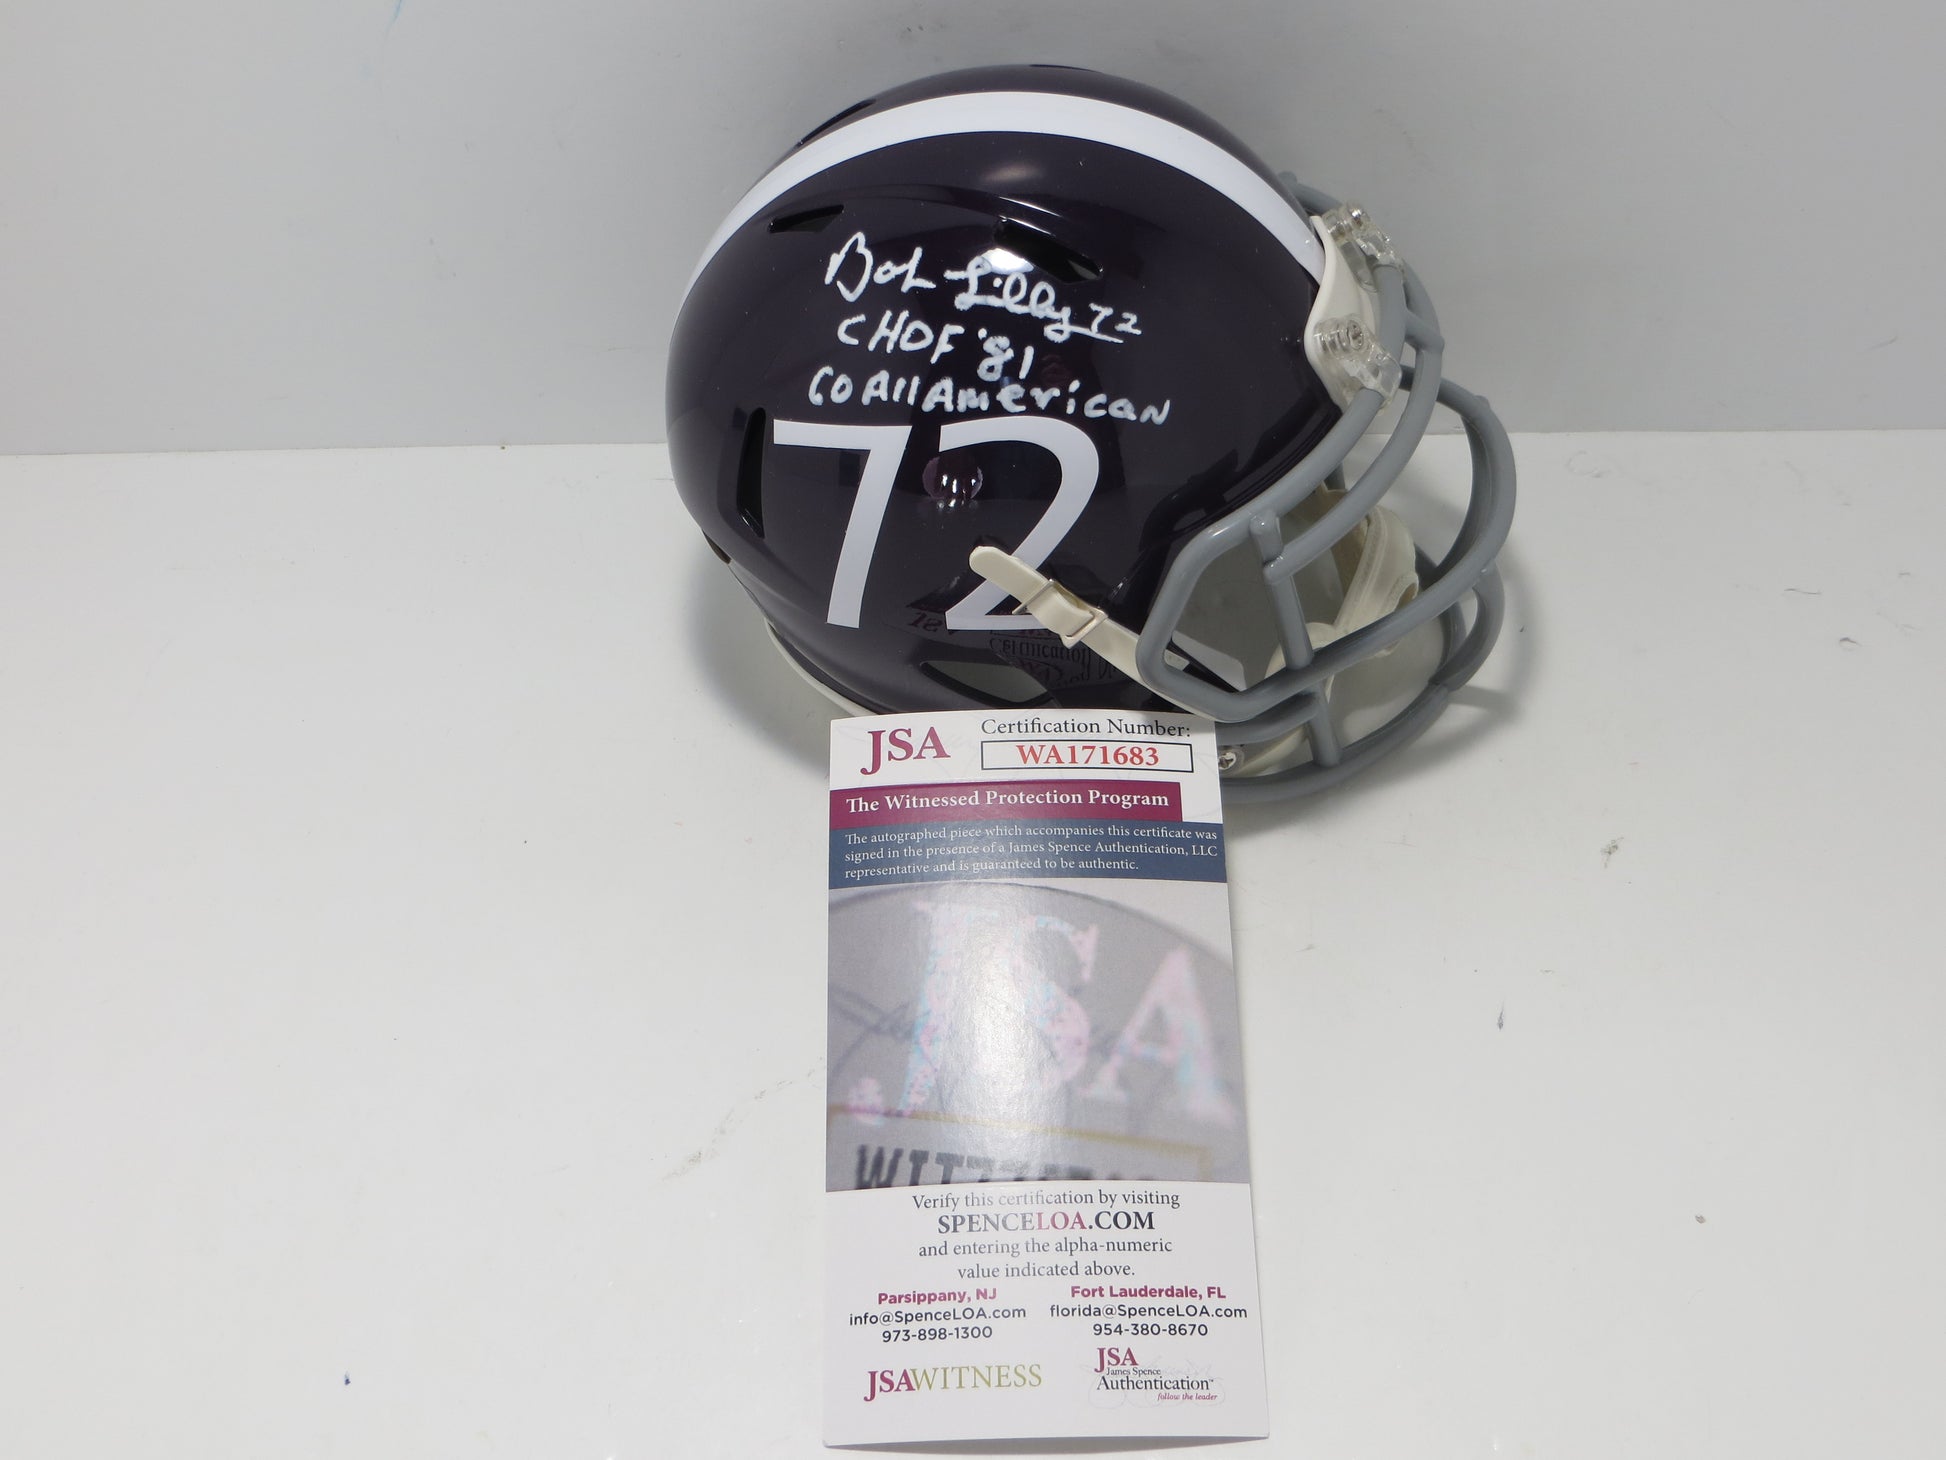 Bob Lilly 72
CHOF '81
60 All American
72
JSA
Certification Number:
WA171683
The Witnessed Protection Program
The autographed piece which accompanies this certificate was
signed in the presence of a James Spence Authentication, LLC
representative and is guaranteed to be authentic.
JSA
Verify this certification by visiting
SPENCELOA.COM
and entering the alpha-numeric
value indicated above.
Parsippany, NJ
info@SpenceLOA.com
973-898-1300
Fort Lauderdale, FL
florida@SpenceLOA.com
954-380-8670
JSAWITNESS
JSA
James Spence
Authentication
follow the leader